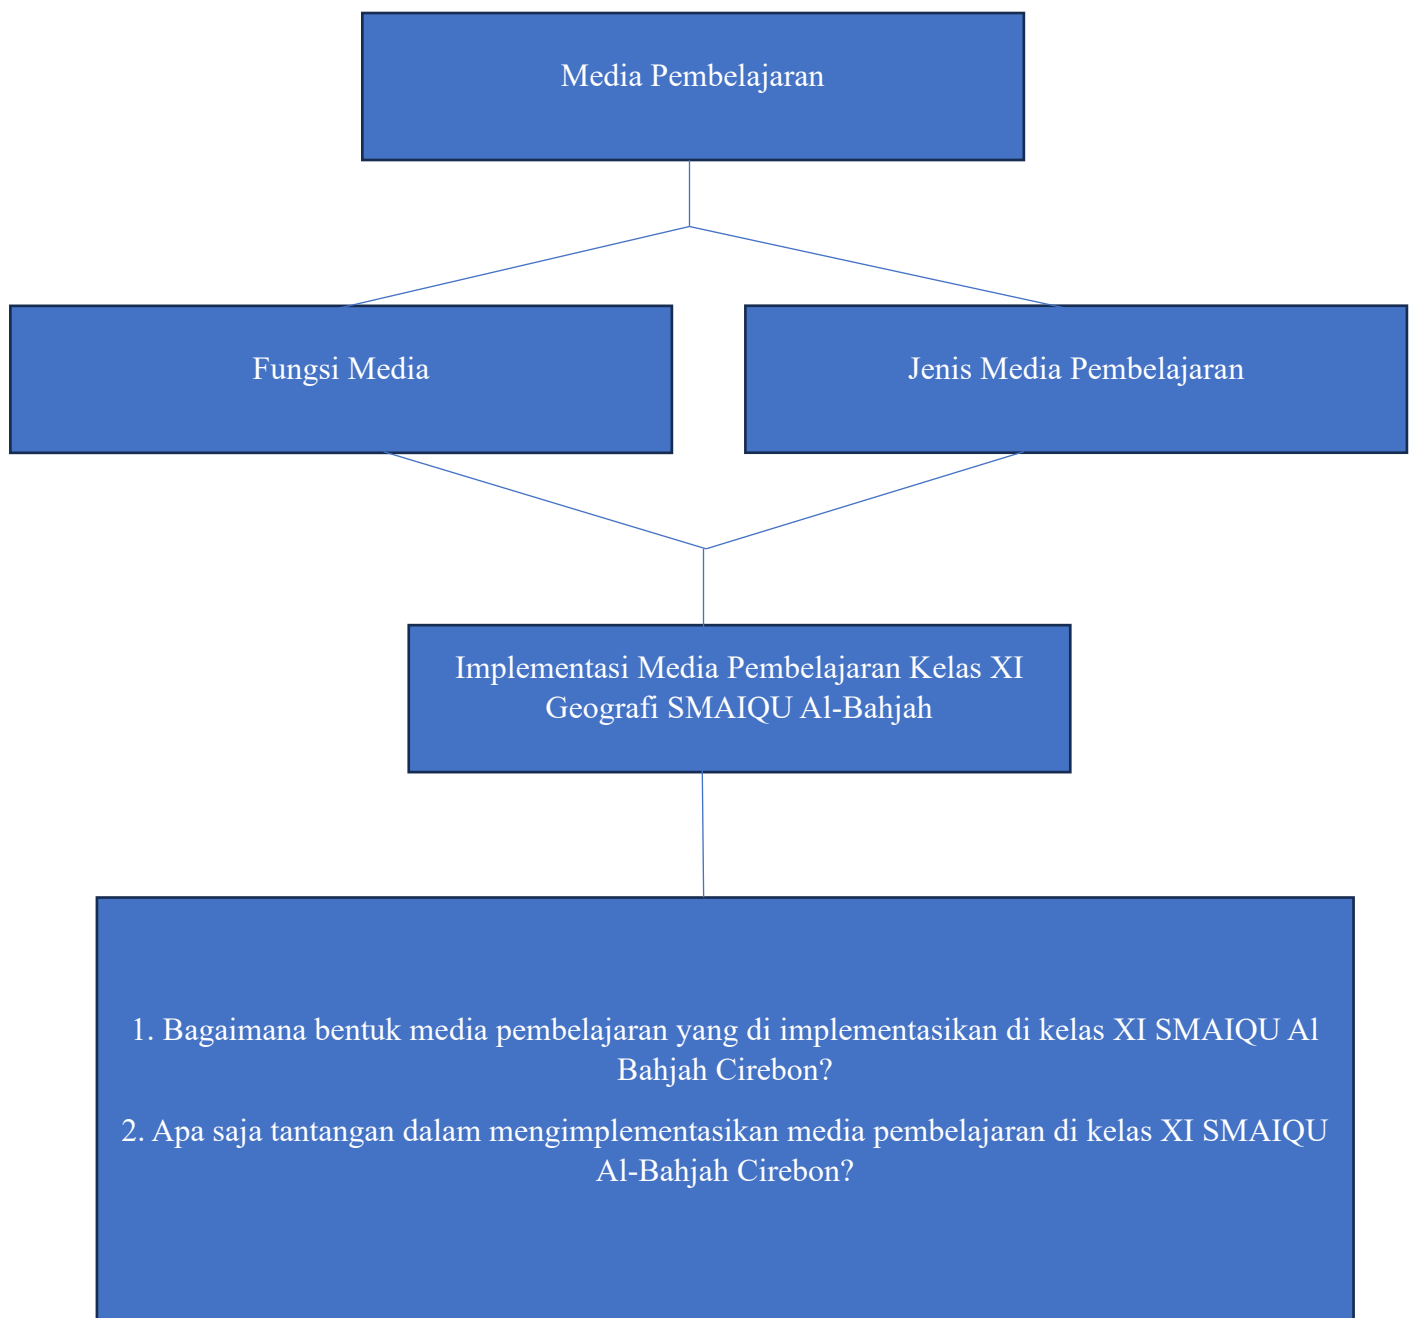 Media Pembelajaran
Fungsi Media
Jenis Media Pembelajaran
Implementasi Media Pembelajaran Kelas XI
Geografi SMAIQU Al-Bahjah
1. Bagaimana bentuk media pembelajaran yang di implementasikan di kelas XI SMAIQU Al
Bahjah Cirebon?
2. Apa saja tantangan dalam mengimplementasikan media pembelajaran di kelas XI SMAIQU
Al-Bahjah Cirebon?